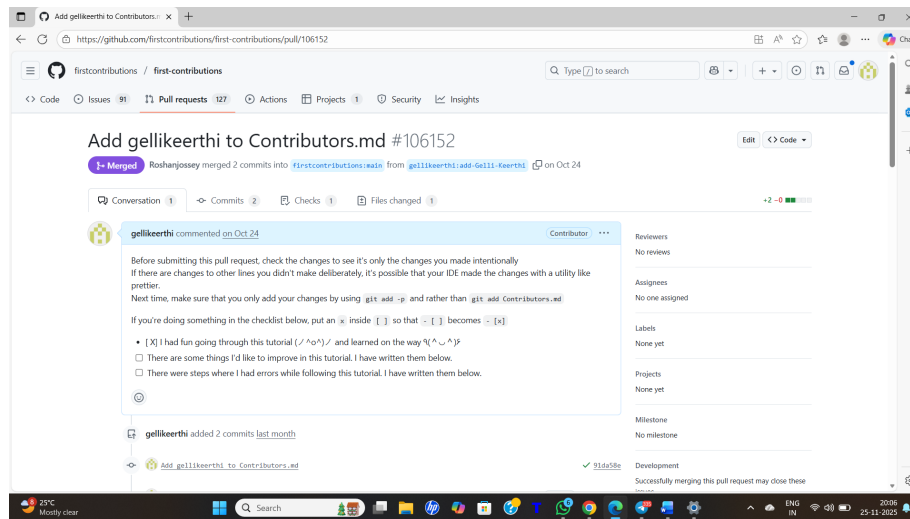 Add gellikeerthi to Contributors.m
https://github.com/firstcontributions/first-contributions/pull/106152
Cha
firstcontributions / first-contributions
Type / to search
Code
Issues 91
Pull requests 127
Actions
Projects 1
Security
Insights
Add gellikeerthi to Contributors.md #106152
Edit
Code
Merged
Roshanjossey merged 2 commits into firstcontributions:main from gellikeerthi:add-Gelli-Keerthi on Oct 24
Conversation 1
Commits 2
Checks 1
Files changed 1
+2 −0
gellikeerthi commented on Oct 24
Contributor
Before submitting this pull request, check the changes to see it's only the changes you made intentionally
If there are changes to other lines you didn't make deliberately, it's possible that your IDE made the changes with a utility like
prettier.
Next time, make sure that you only add your changes by using git add -p and rather than git add Contributors.md
If you're doing something in the checklist below, put an x inside [ ] so that - [ ] becomes - [x]
• [ X] I had fun going through this tutorial (ノ^o^)ノ and learned on the way ٩(^◡^)۶
There are some things I'd like to improve in this tutorial. I have written them below.
There were steps where I had errors while following this tutorial. I have written them below.
gellikeerthi added 2 commits last month
Add gellikeerthi to Contributors.md
91da58e
Reviewers
No reviews
Assignees
No one assigned
Labels
None yet
Projects
None yet
Milestone
No milestone
Development
Successfully merging this pull request may close these
issues.
8
25°C
Mostly clear
Search
ENG
IN
20:06
25-11-2025